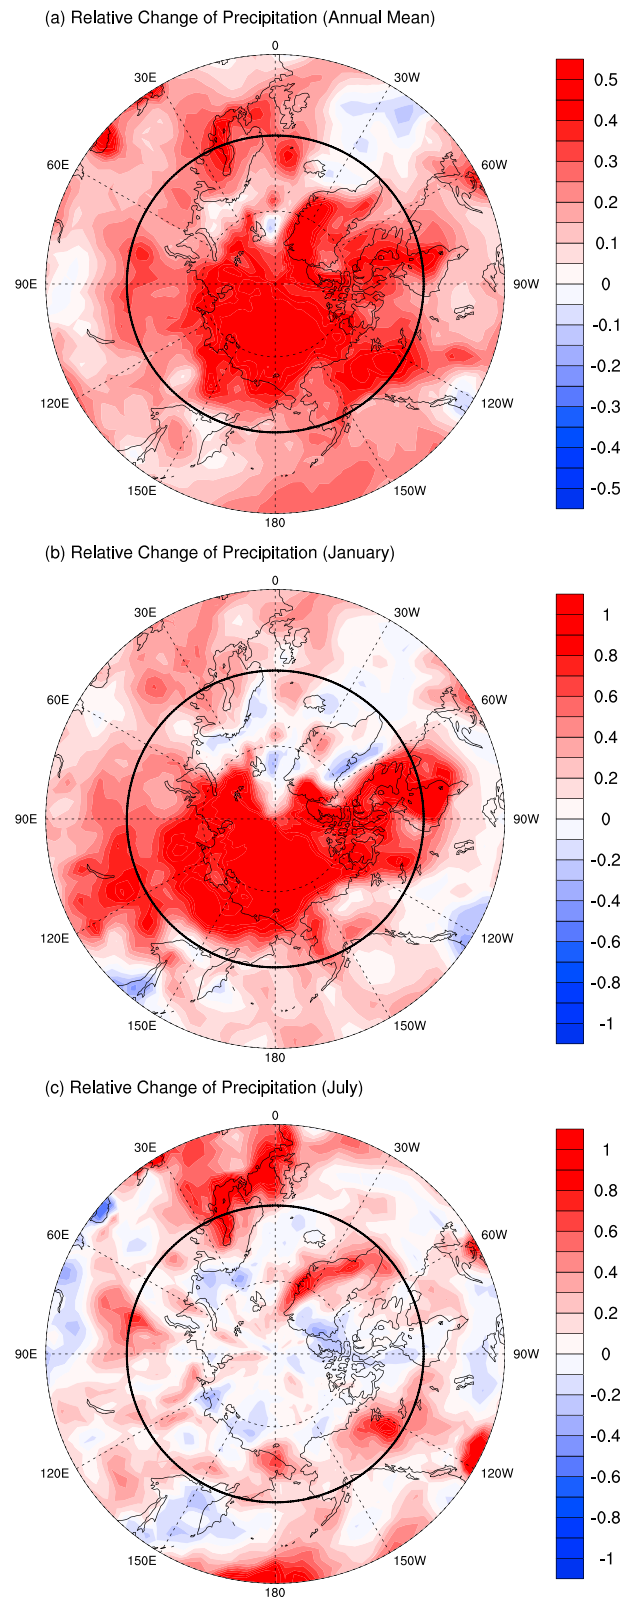 (a) Relative Change of Precipitation (Annual Mean)
0
30E
30W
60E
60W
90E
90W
120E
120W
150E
150W
180
0.5
0.4
0.3
0.2
0.1
0
-0.1
-0.2
-0.3
-0.4
-0.5
(b) Relative Change of Precipitation (January)
0
30E
30W
60E
60W
90E
90W
120E
120W
150E
150W
180
1
0.8
0.6
0.4
0.2
0
-0.2
-0.4
-0.6
-0.8
-1
(c) Relative Change of Precipitation (July)
0
30E
30W
60E
60W
90E
90W
120E
120W
150E
150W
180
1
0.8
0.6
0.4
0.2
0
-0.2
-0.4
-0.6
-0.8
-1